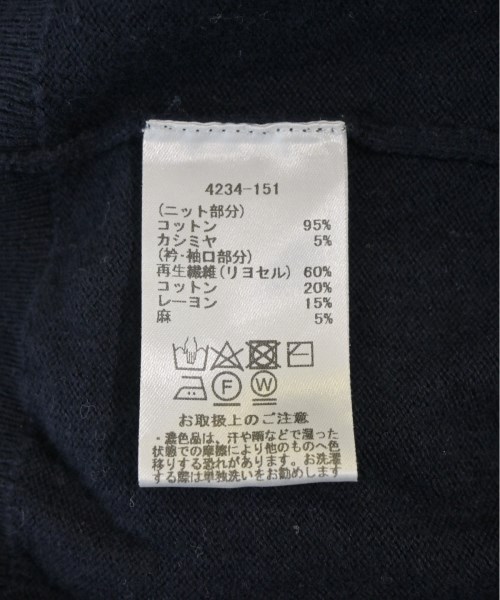 4234-151
(ニット部分)
コットン 95%
カシミヤ 5%
(衿・袖口部分)
再生繊維(リヨセル) 60%
コットン 20%
レーヨン 15%
麻 5%
F W
お取扱上のご注意
・濃色品は、汗や雨などで湿った
状態での摩擦により他のものへ色
移りする恐れがあります。お洗濯
する際は単独洗いをお勧めします